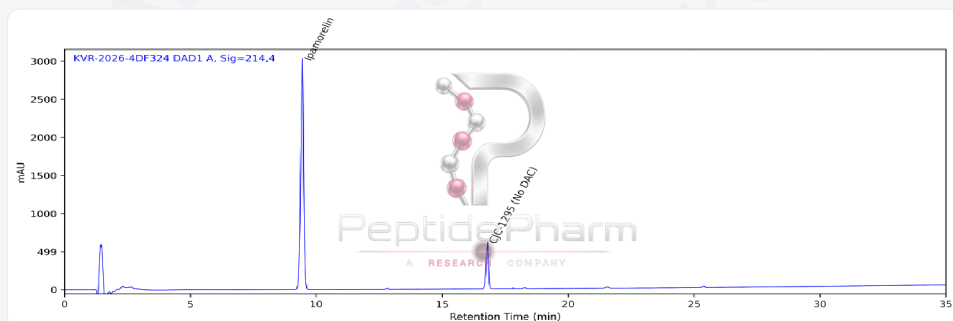 KVR-2026-4DF324 DAD1 A, Sig=214,4
Ipamorelin
CJC-1295 (No DAC)
mAU
3000
2500
2000
1500
1000
499
0
PeptidePharm
A RESEARCH COMPANY
0 5 10 15 20 25 30 35
Retention Time (min)